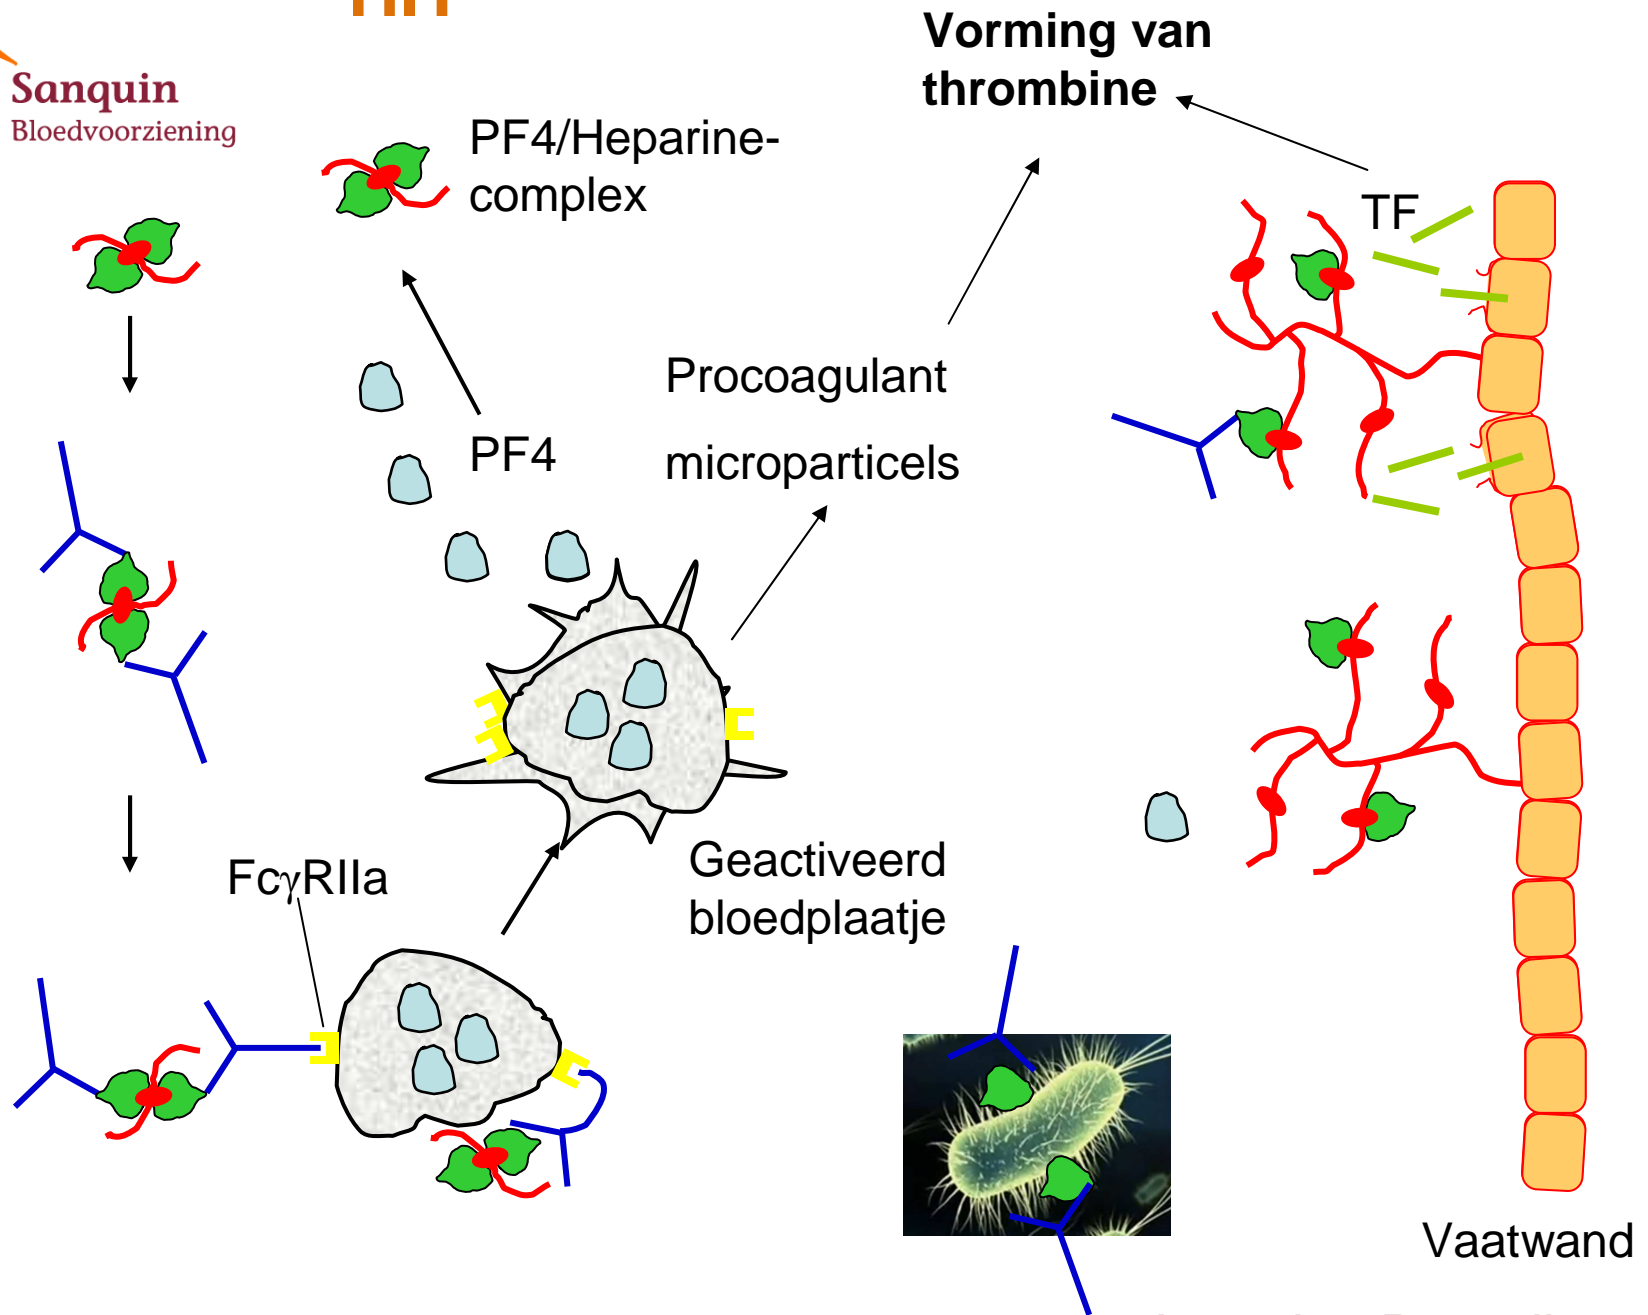 Sanquin
Bloedvoorziening
Vorming van
thrombine
PF4/Heparine-
complex
TF
Procoagulant
microparticels
PF4
Geactiveerd
bloedplaatje
FcγRIIa
Vaatwand